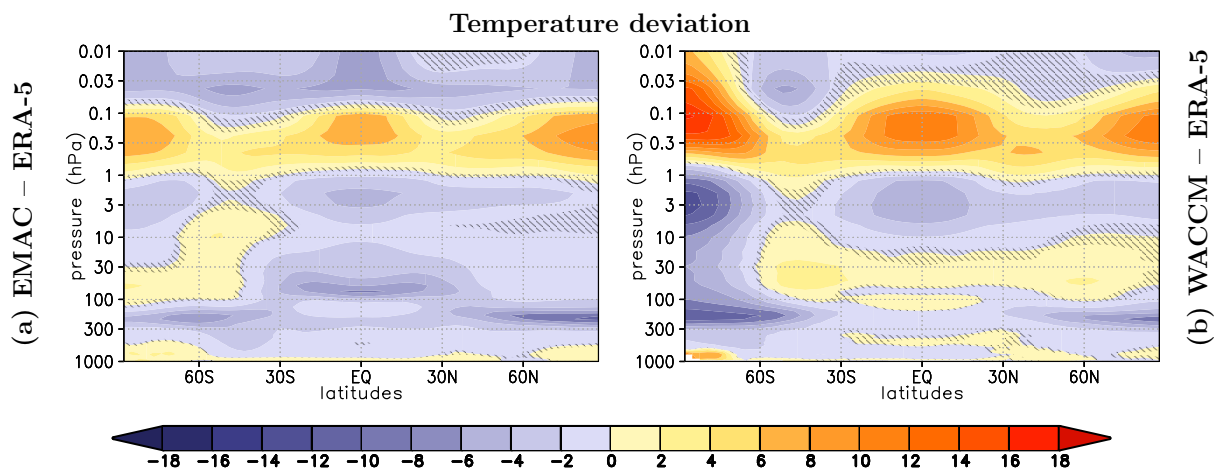 Temperature deviation
(a) EMAC – ERA-5
pressure (hPa)
0.01
0.03
0.1
0.3
1
3
10
30
100
300
1000
60S 30S EQ 30N 60N
latitudes
pressure (hPa)
0.01
0.03
0.1
0.3
1
3
10
30
100
300
1000
60S 30S EQ 30N 60N
latitudes
(b) WACCM – ERA-5
-18 -16 -14 -12 -10 -8 -6 -4 -2 0 2 4 6 8 10 12 14 16 18